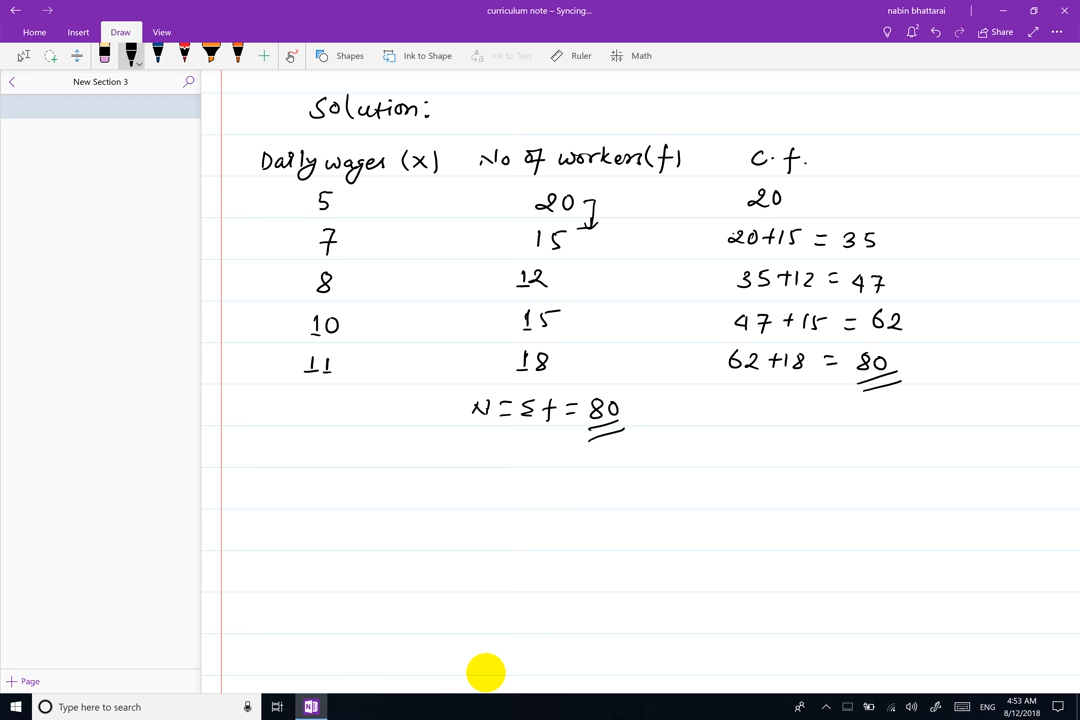 curriculum note – Syncing...
nabin bhattarai
Home Insert Draw View
Share
Shapes Ink to Shape Ink to Text Ruler Math
New Section 3
Solution:
Daily wages (x) No of workers(f) c.f.
5 20 20
7 15 20+15 = 35
8 12 35+12 = 47
10 15 47+15 = 62
11 18 62+18 = 80
N = Σf = 80
+ Page
Type here to search
ENG
4:53 AM
8/12/2018